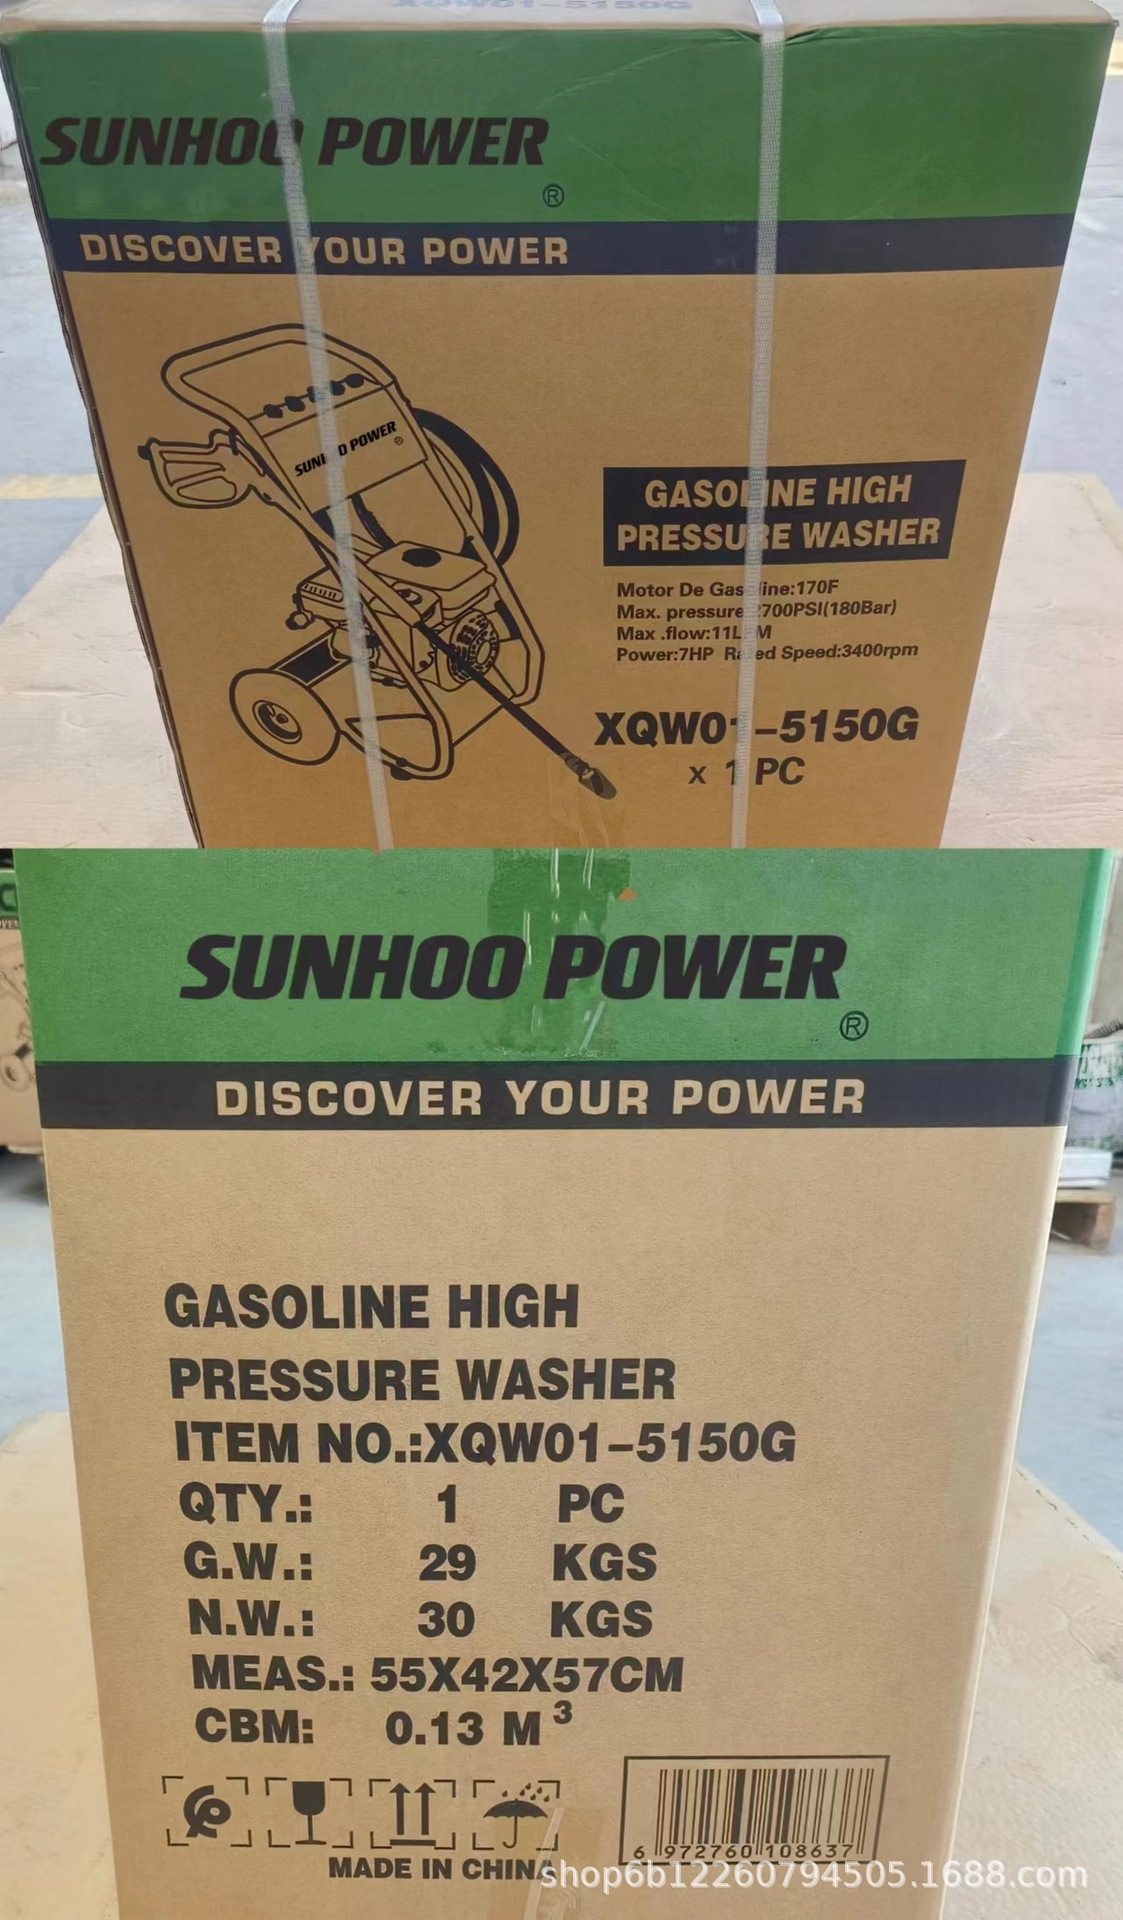 XQW01-5150G
SUNHOO POWER
®
DISCOVER YOUR POWER
SUNHOO POWER
®
GASOLINE HIGH
PRESSURE WASHER
Motor De Gasoline:170F
Max. pressure:2700PSI(180Bar)
Max .flow:11LPM
Power:7HP Rated Speed:3400rpm
XQW01-5150G
x 1 PC
SUNHOO POWER
®
DISCOVER YOUR POWER
GASOLINE HIGH
PRESSURE WASHER
ITEM NO.:XQW01-5150G
QTY.: 1 PC
G.W.: 29 KGS
N.W.: 30 KGS
MEAS.: 55X42X57CM
CBM: 0.13 M³
6 972760 108637
MADE IN CHINA
shop6b12260794505.1688.com